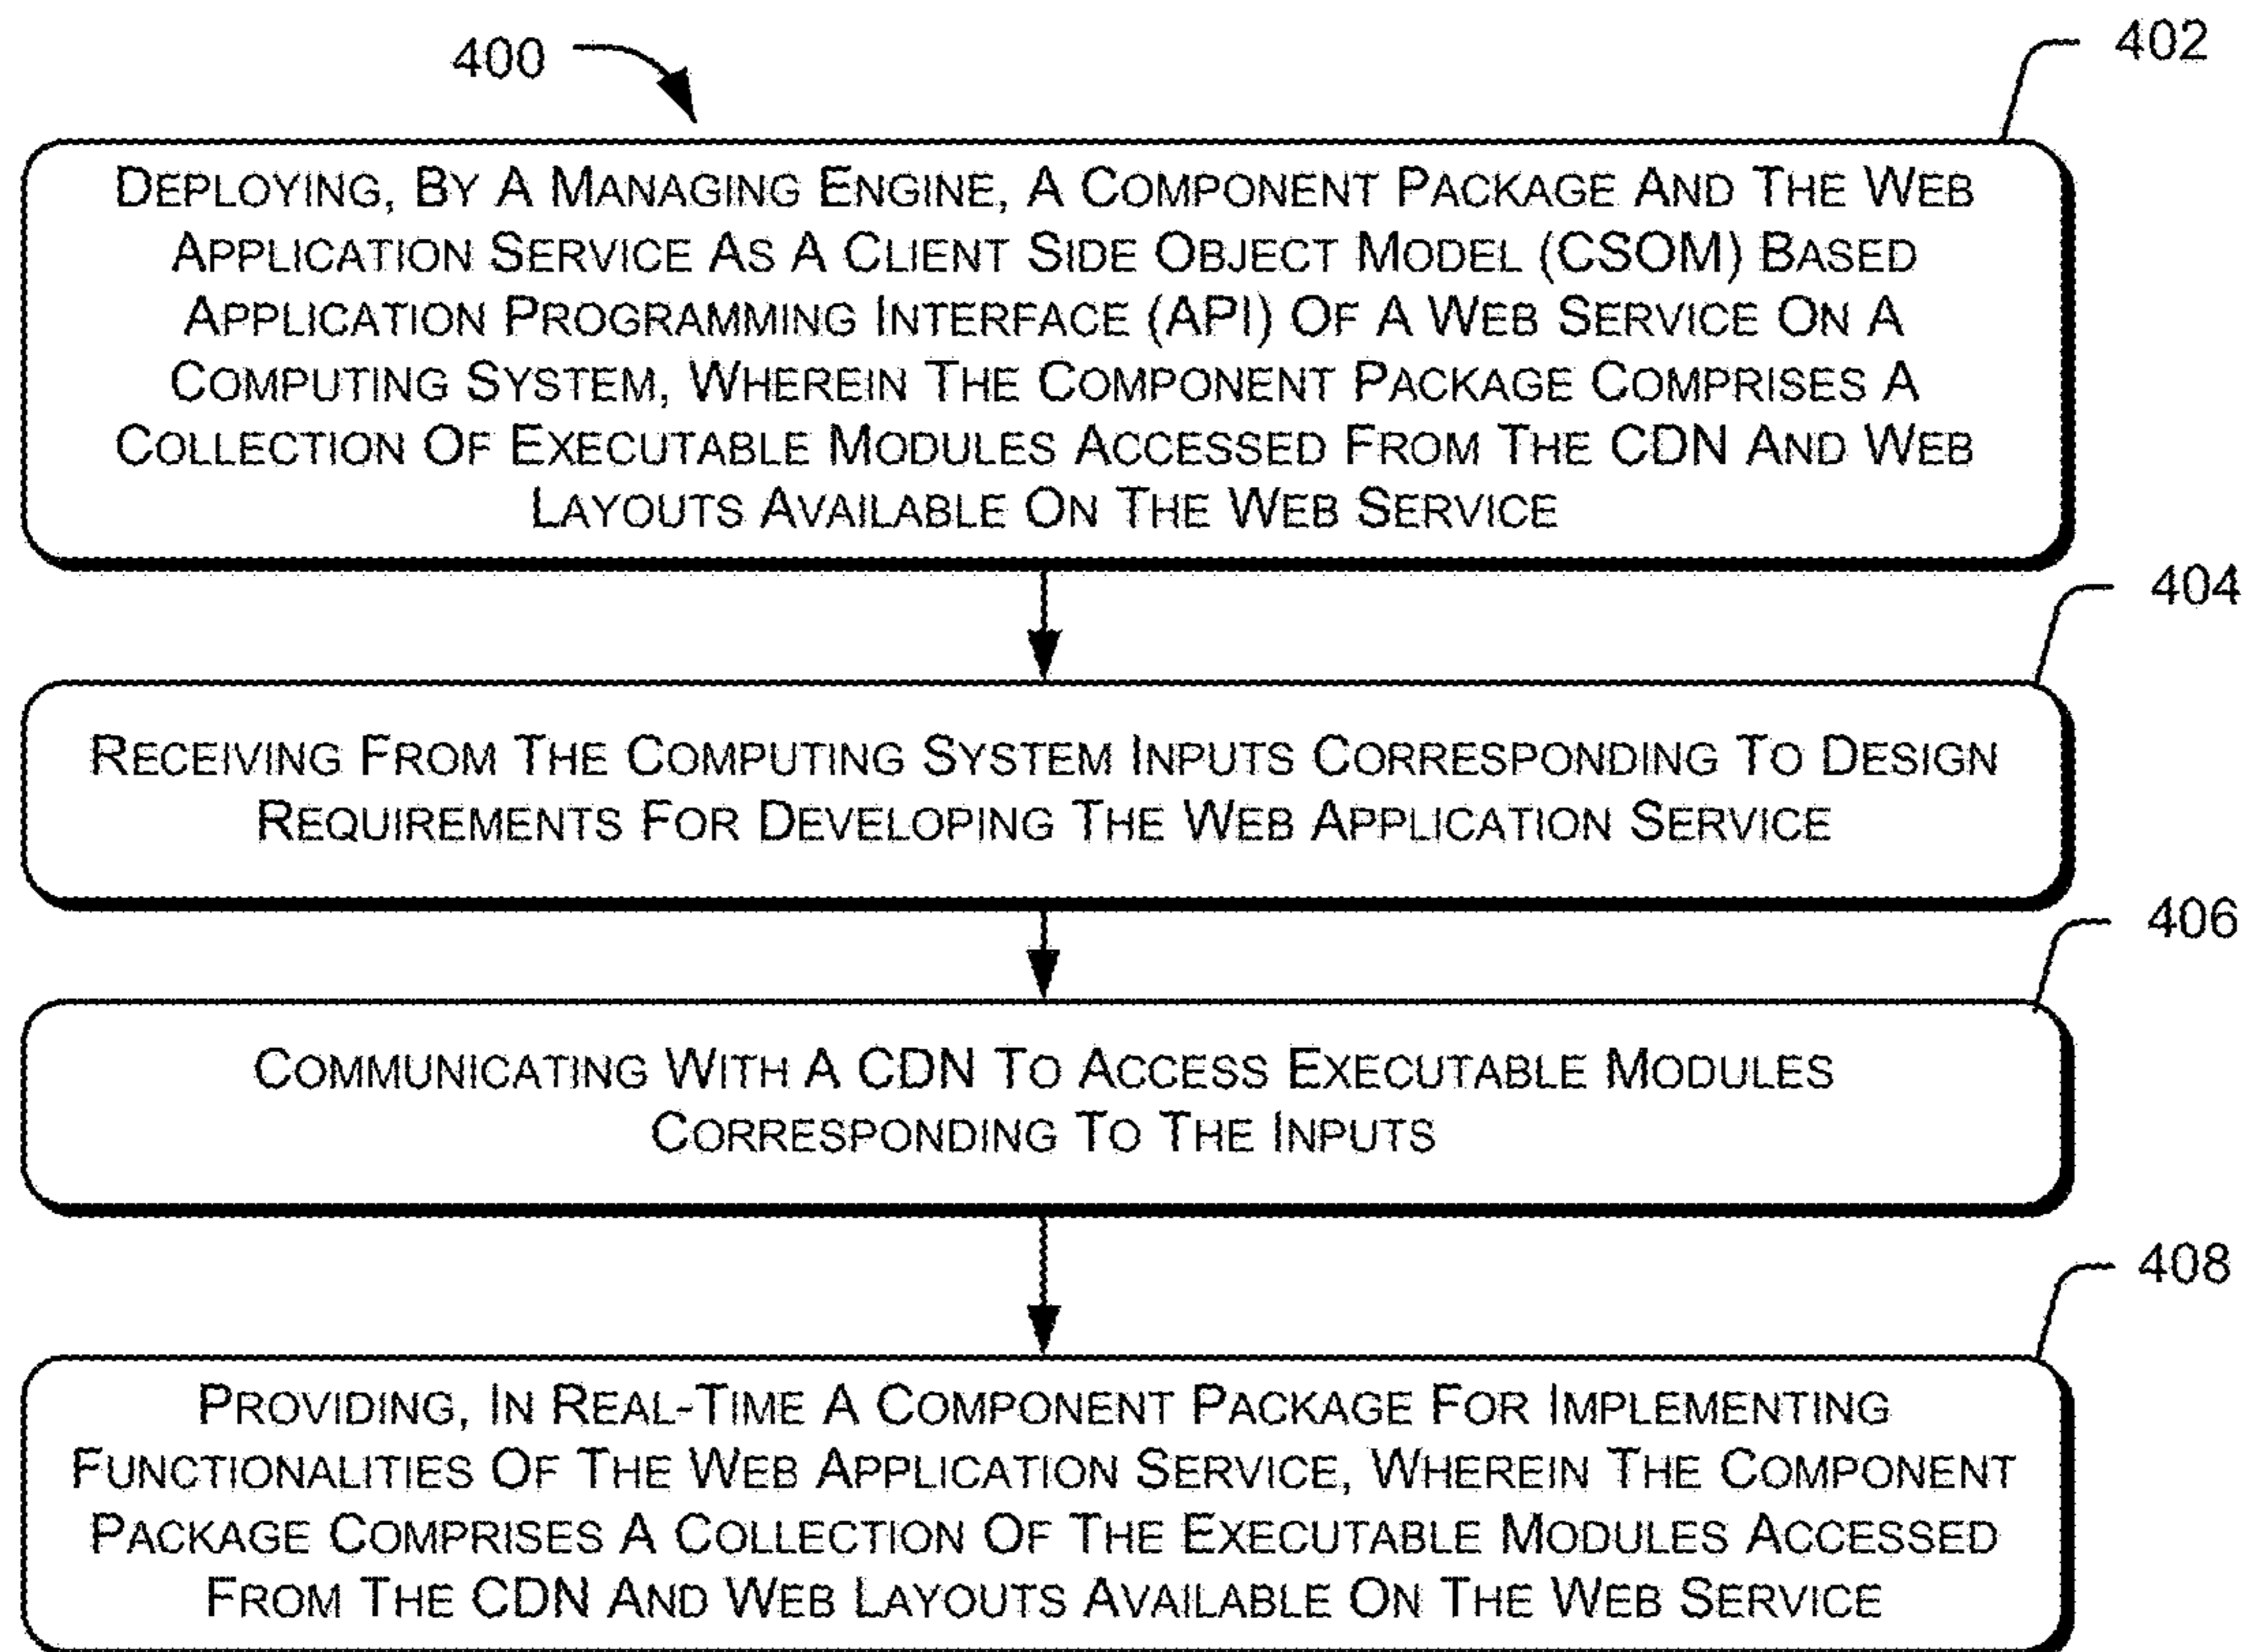 400
402
DEPLOYING, BY A MANAGING ENGINE, A COMPONENT PACKAGE AND THE WEB
APPLICATION SERVICE AS A CLIENT SIDE OBJECT MODEL (CSOM) BASED
APPLICATION PROGRAMMING INTERFACE (API) OF A WEB SERVICE ON A
COMPUTING SYSTEM, WHEREIN THE COMPONENT PACKAGE COMPRISES A
COLLECTION OF EXECUTABLE MODULES ACCESSED FROM THE CDN AND WEB
LAYOUTS AVAILABLE ON THE WEB SERVICE
404
RECEIVING FROM THE COMPUTING SYSTEM INPUTS CORRESPONDING TO DESIGN
REQUIREMENTS FOR DEVELOPING THE WEB APPLICATION SERVICE
406
COMMUNICATING WITH A CDN TO ACCESS EXECUTABLE MODULES
CORRESPONDING TO THE INPUTS
408
PROVIDING, IN REAL-TIME A COMPONENT PACKAGE FOR IMPLEMENTING
FUNCTIONALITIES OF THE WEB APPLICATION SERVICE, WHEREIN THE COMPONENT
PACKAGE COMPRISES A COLLECTION OF THE EXECUTABLE MODULES ACCESSED
FROM THE CDN AND WEB LAYOUTS AVAILABLE ON THE WEB SERVICE